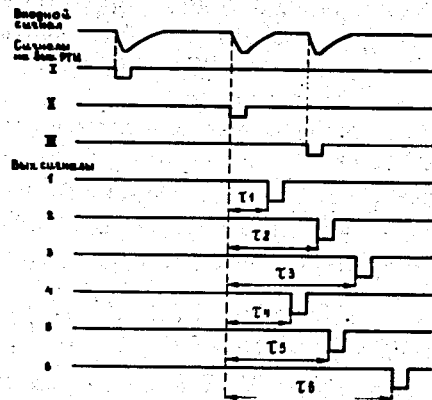 Входной
сигнал
Сигналы
на вых РТИ
I
II
III
Вых. сигналы
1
τ1
2
τ2
3
τ3
4
τ4
5
τ5
6
τ6